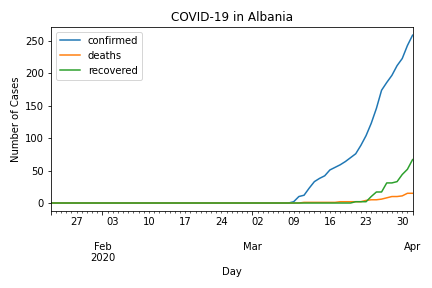 COVID-19 in Albania
confirmed
deaths
recovered
Number of Cases
250
200
150
100
50
0
27 03 10 17 24 02 09 16 23 30
Feb Mar Apr
2020
Day